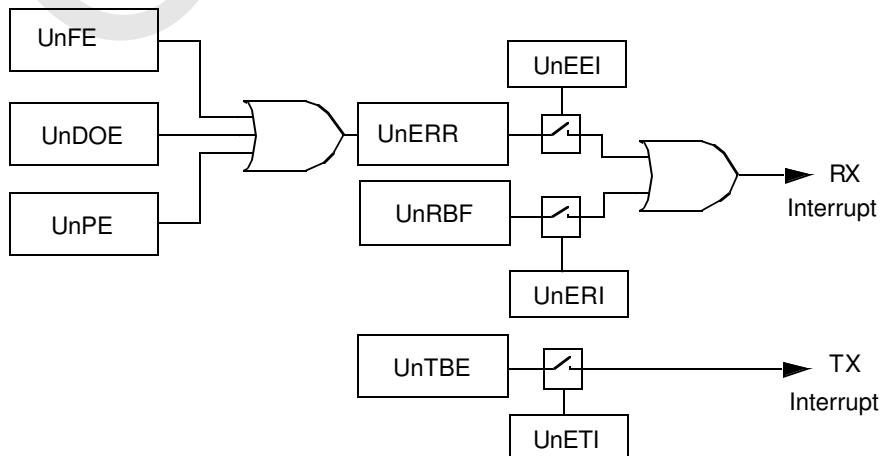 UnFE
UnEEI
UnDOE
UnERR
RX
Interrupt
UnPE
UnRBF
UnERI
UnTBE
TX
Interrupt
UnETI